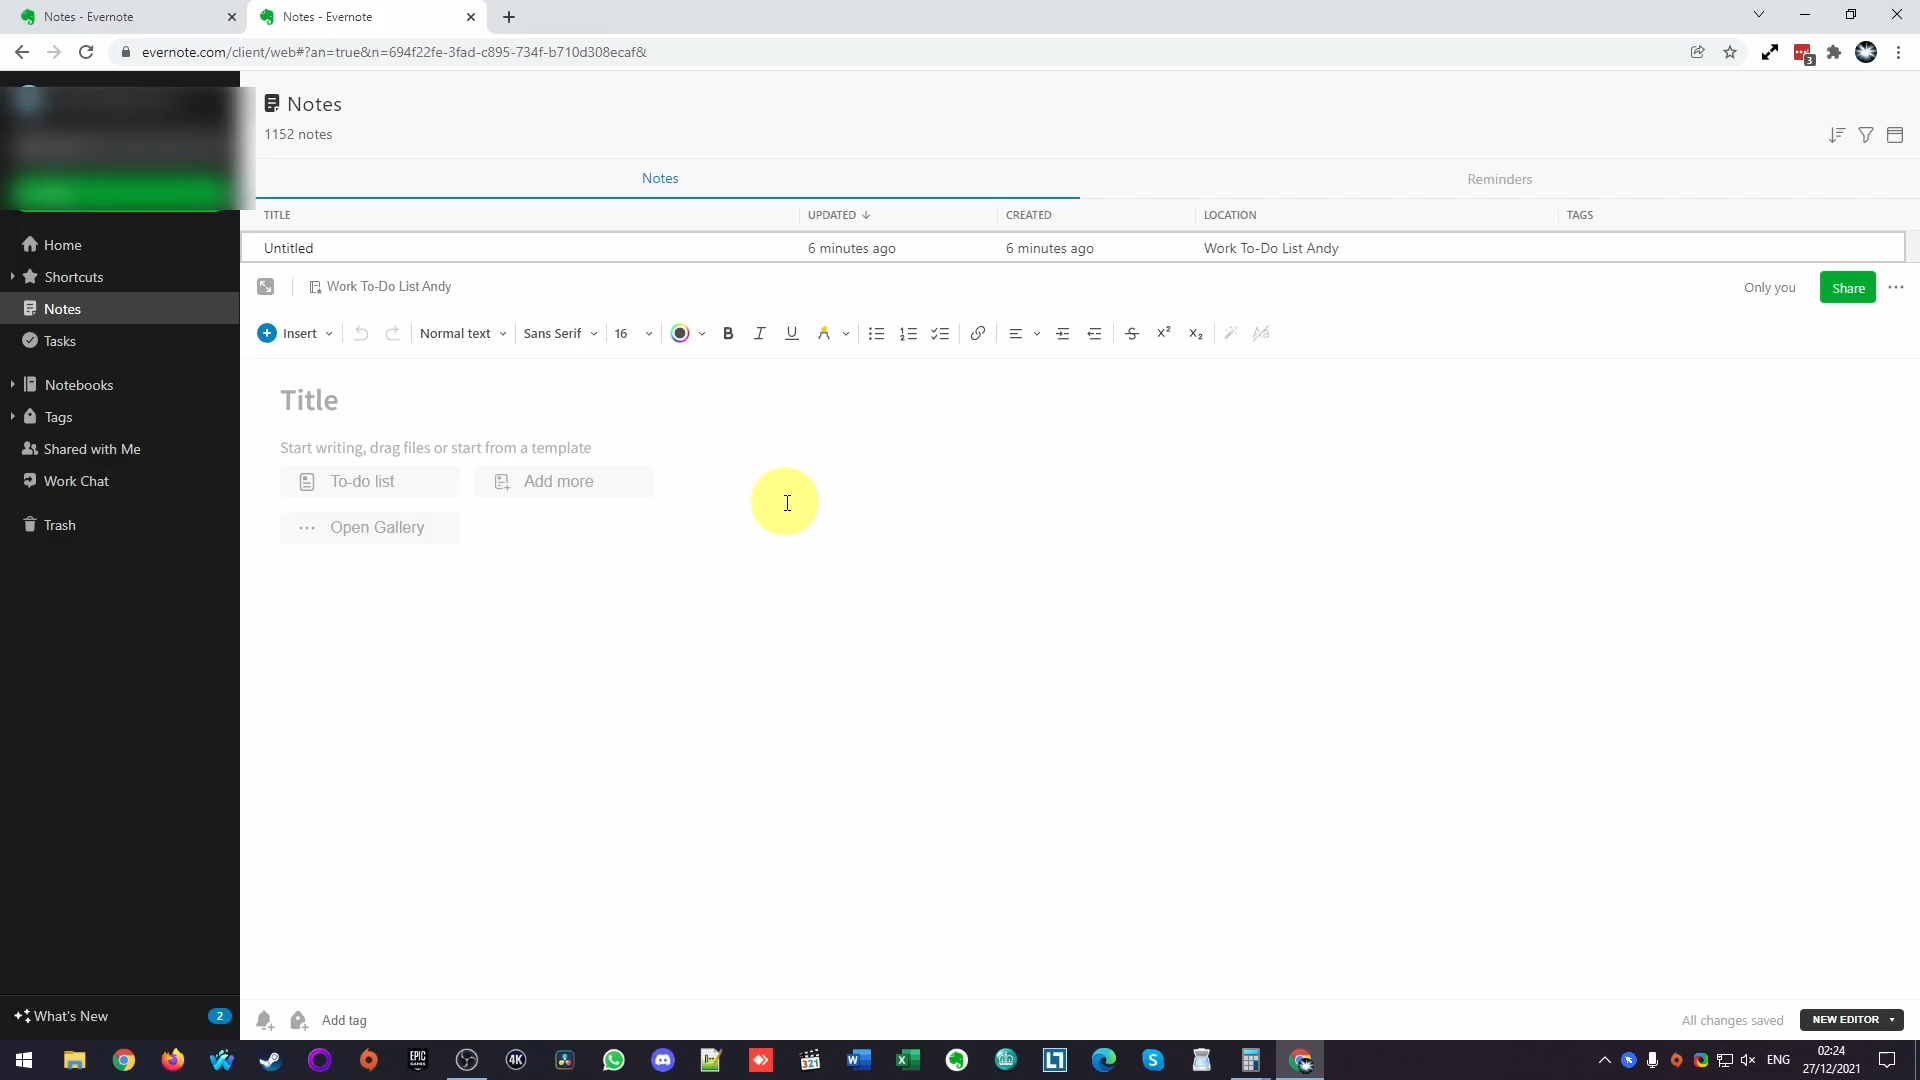 Notes - Evernote
Notes - Evernote
evernote.com/client/web#?an=true&n=694f22fe-3fad-c895-734f-b710d308ecaf&
3
Notes
1152 notes
Notes
Reminders
TITLE
UPDATED
CREATED
LOCATION
TAGS
Untitled
6 minutes ago
6 minutes ago
Work To-Do List Andy
Work To-Do List Andy
Only you
Share
Insert
Normal text
Sans Serif
16
B
I
U
Title
Start writing, drag files or start from a template
To-do list
Add more
Open Gallery
Home
Shortcuts
Notes
Tasks
Notebooks
Tags
Shared with Me
Work Chat
Trash
What's New
2
Add tag
All changes saved
NEW EDITOR
EPIC GAMES
4K
321
ENG
02:24
27/12/2021